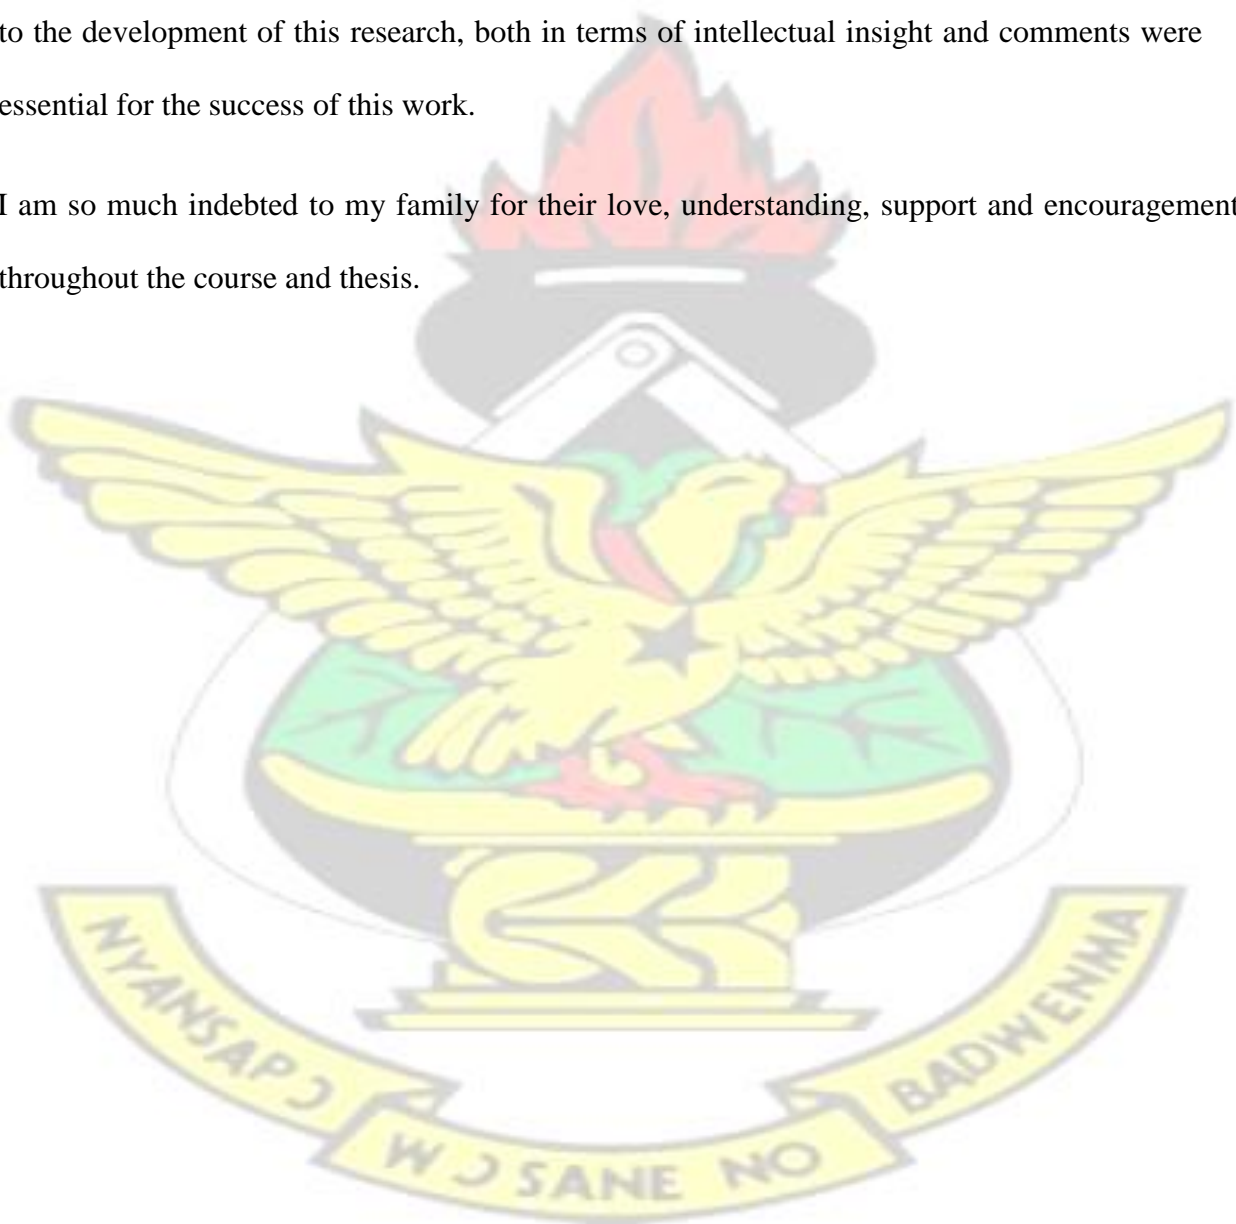 to the development of this research, both in terms of intellectual insight and comments were
essential for the success of this work.
I am so much indebted to my family for their love, understanding, support and encouragement
throughout the course and thesis.
NYANSAPƆ WƆSANE NO BADWENMA